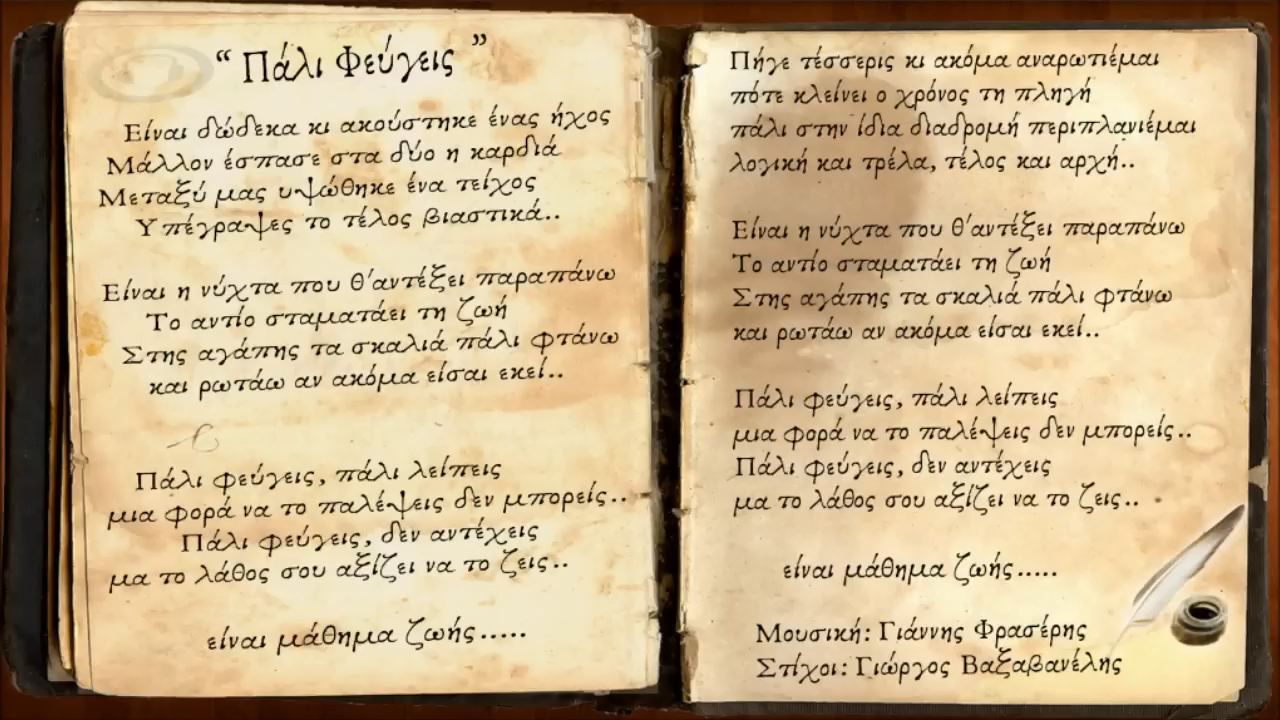 “ Πάλι Φεύγεις ”
Είναι δώδεκα κι ακούστηκε ένας ήχος
Μάλλον έσπασε στα δύο η καρδιά
Μεταξύ μας υψώθηκε ένα τείχος
Υπέγραψες το τέλος βιαστικά..
Είναι η νύχτα που θ'αντέξει παραπάνω
Το αντίο σταματάει τη ζωή
Στης αγάπης τα σκαλιά πάλι φτάνω
και ρωτάω αν ακόμα είσαι εκεί..
Πάλι φεύγεις, πάλι λείπεις
μια φορά να το παλέψεις δεν μπορείς..
Πάλι φεύγεις, δεν αντέχεις
μα το λάθος σου αξίζει να το ζεις..
είναι μάθημα ζωής.....
Πήγε τέσσερις κι ακόμα αναρωτιέμαι
πότε κλείνει ο χρόνος τη πληγή
πάλι στην ίδια διαδρομή περιπλανιέμαι
λογική και τρέλα, τέλος και αρχή..
Είναι η νύχτα που θ'αντέξει παραπάνω
Το αντίο σταματάει τη ζωή
Στης αγάπης τα σκαλιά πάλι φτάνω
και ρωτάω αν ακόμα είσαι εκεί..
Πάλι φεύγεις, πάλι λείπεις
μια φορά να το παλέψεις δεν μπορείς..
Πάλι φεύγεις, δεν αντέχεις
μα το λάθος σου αξίζει να το ζεις..
είναι μάθημα ζωής.....
Μουσική: Γιάννης Φρασέρης
Στίχοι: Γιώργος Βαξαβανέλης